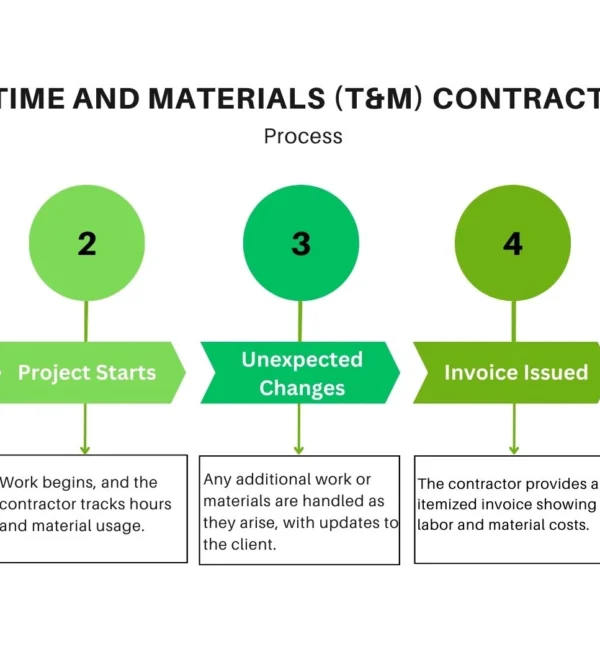 TIME AND MATERIALS (T&M) CONTRACT
Process
2
3
4
Project Starts
Unexpected
Changes
Invoice Issued
Work begins, and the
contractor tracks hours
and material usage.
Any additional work or
materials are handled as
they arise, with updates to
the client.
The contractor provides a
itemized invoice showing
labor and material costs.